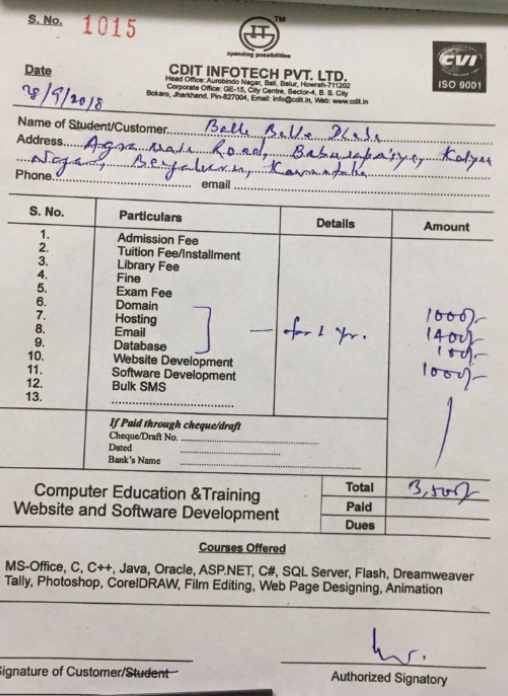 S. No. 1015
TM
spending possibilities
CVI
ISO 9001
CDIT INFOTECH PVT. LTD.
Head Office: Aurobindo Nagar, Bali, Belur, Howrah-711202
Corporate Office: GE-15, City Centre, Sector-4, B. S. City
Bokaro, Jharkhand, Pin-827004, Email: info@cdit.in, Web: www.cdit.in
Date
28/9/2018
Name of Student/Customer Balle Balle Dhaba
Address Agra Road, Kalyan
Nagar, Bengaluru, Karnataka
Phone email
S. No. Particulars Details Amount
1. Admission Fee
2. Tuition Fee/Installment
3. Library Fee
4. Fine
5. Exam Fee
6. Domain 1000/-
7. Hosting 1400/-
8. Email – for 1 yr. 100/-
9. Database 1000/-
10. Website Development
11. Software Development
12. Bulk SMS
13.
If Paid through cheque/draft
Cheque/Draft No.
Dated
Bank's Name
Computer Education &Training
Website and Software Development
Total 3,500/-
Paid
Dues
Courses Offered
MS-Office, C, C++, Java, Oracle, ASP.NET, C#, SQL Server, Flash, Dreamweaver
Tally, Photoshop, CorelDRAW, Film Editing, Web Page Designing, Animation
Signature of Customer/Student
Authorized Signatory